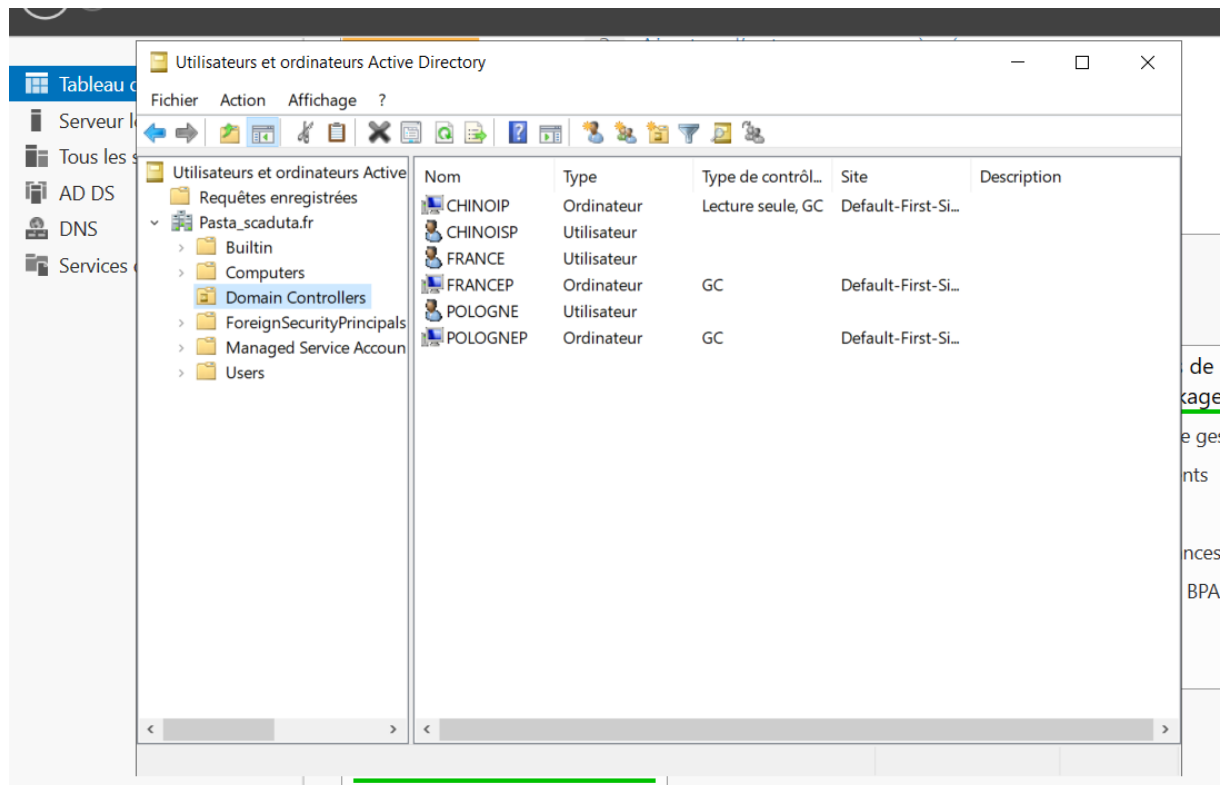 Utilisateurs et ordinateurs Active Directory
Fichier Action Affichage ?
Tableau
Serveur
Tous les
AD DS
DNS
Services
Utilisateurs et ordinateurs Active
Requêtes enregistrées
Pasta_scaduta.fr
Builtin
Computers
Domain Controllers
ForeignSecurityPrincipals
Managed Service Accoun
Users
Nom Type Type de contrôl... Site Description
CHINOIP Ordinateur Lecture seule, GC Default-First-Si...
CHINOISP Utilisateur
FRANCE Utilisateur
FRANCEP Ordinateur GC Default-First-Si...
POLOGNE Utilisateur
POLOGNEP Ordinateur GC Default-First-Si...
de
kage
e ges
nts
nces
BPA